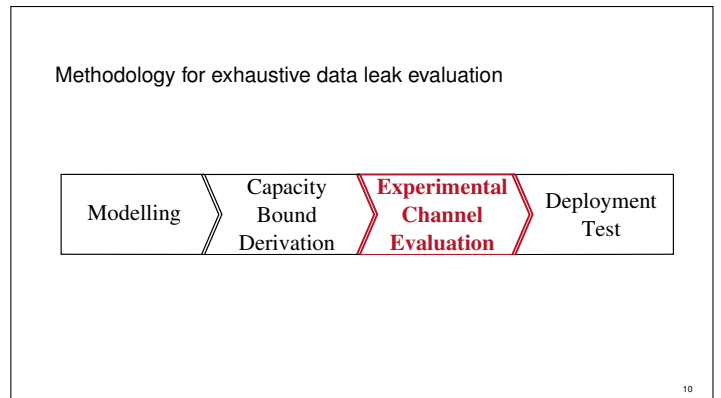 Methodology for exhaustive data leak evaluation
Modelling
Capacity
Bound
Derivation
Experimental
Channel
Evaluation
Deployment
Test
10